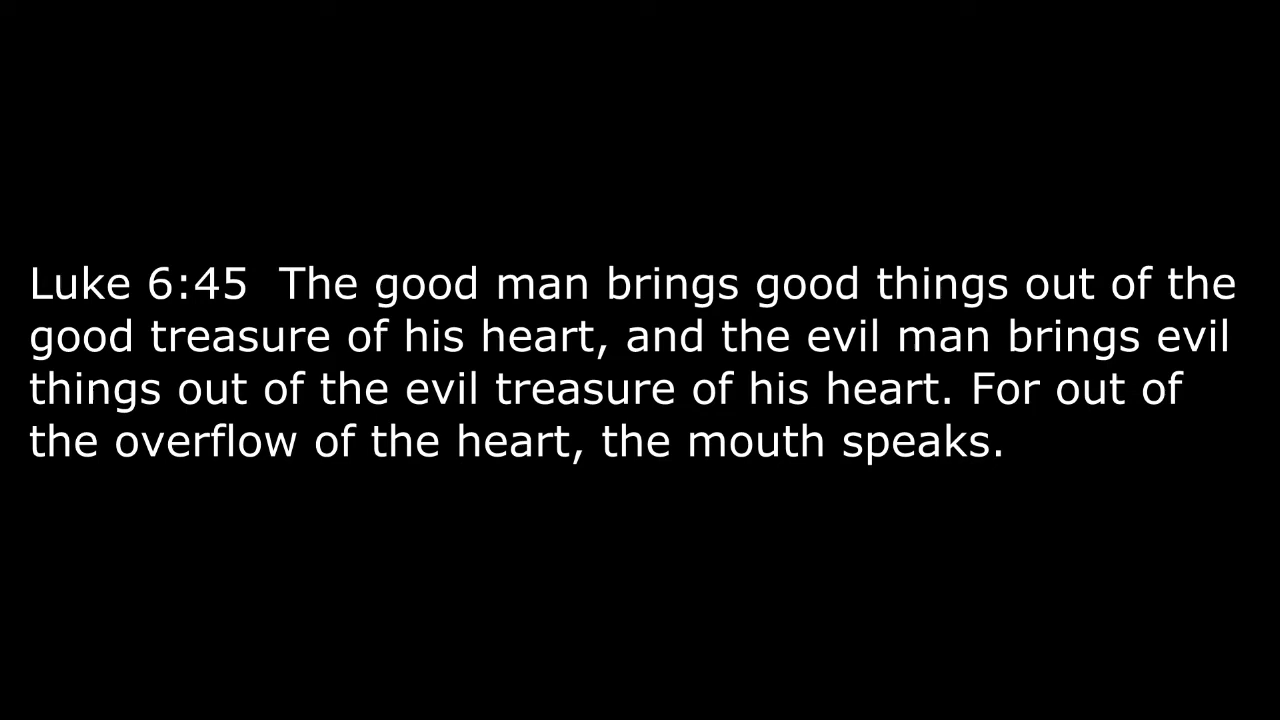 Luke 6:45  The good man brings good things out of the
good treasure of his heart, and the evil man brings evil
things out of the evil treasure of his heart. For out of
the overflow of the heart, the mouth speaks.